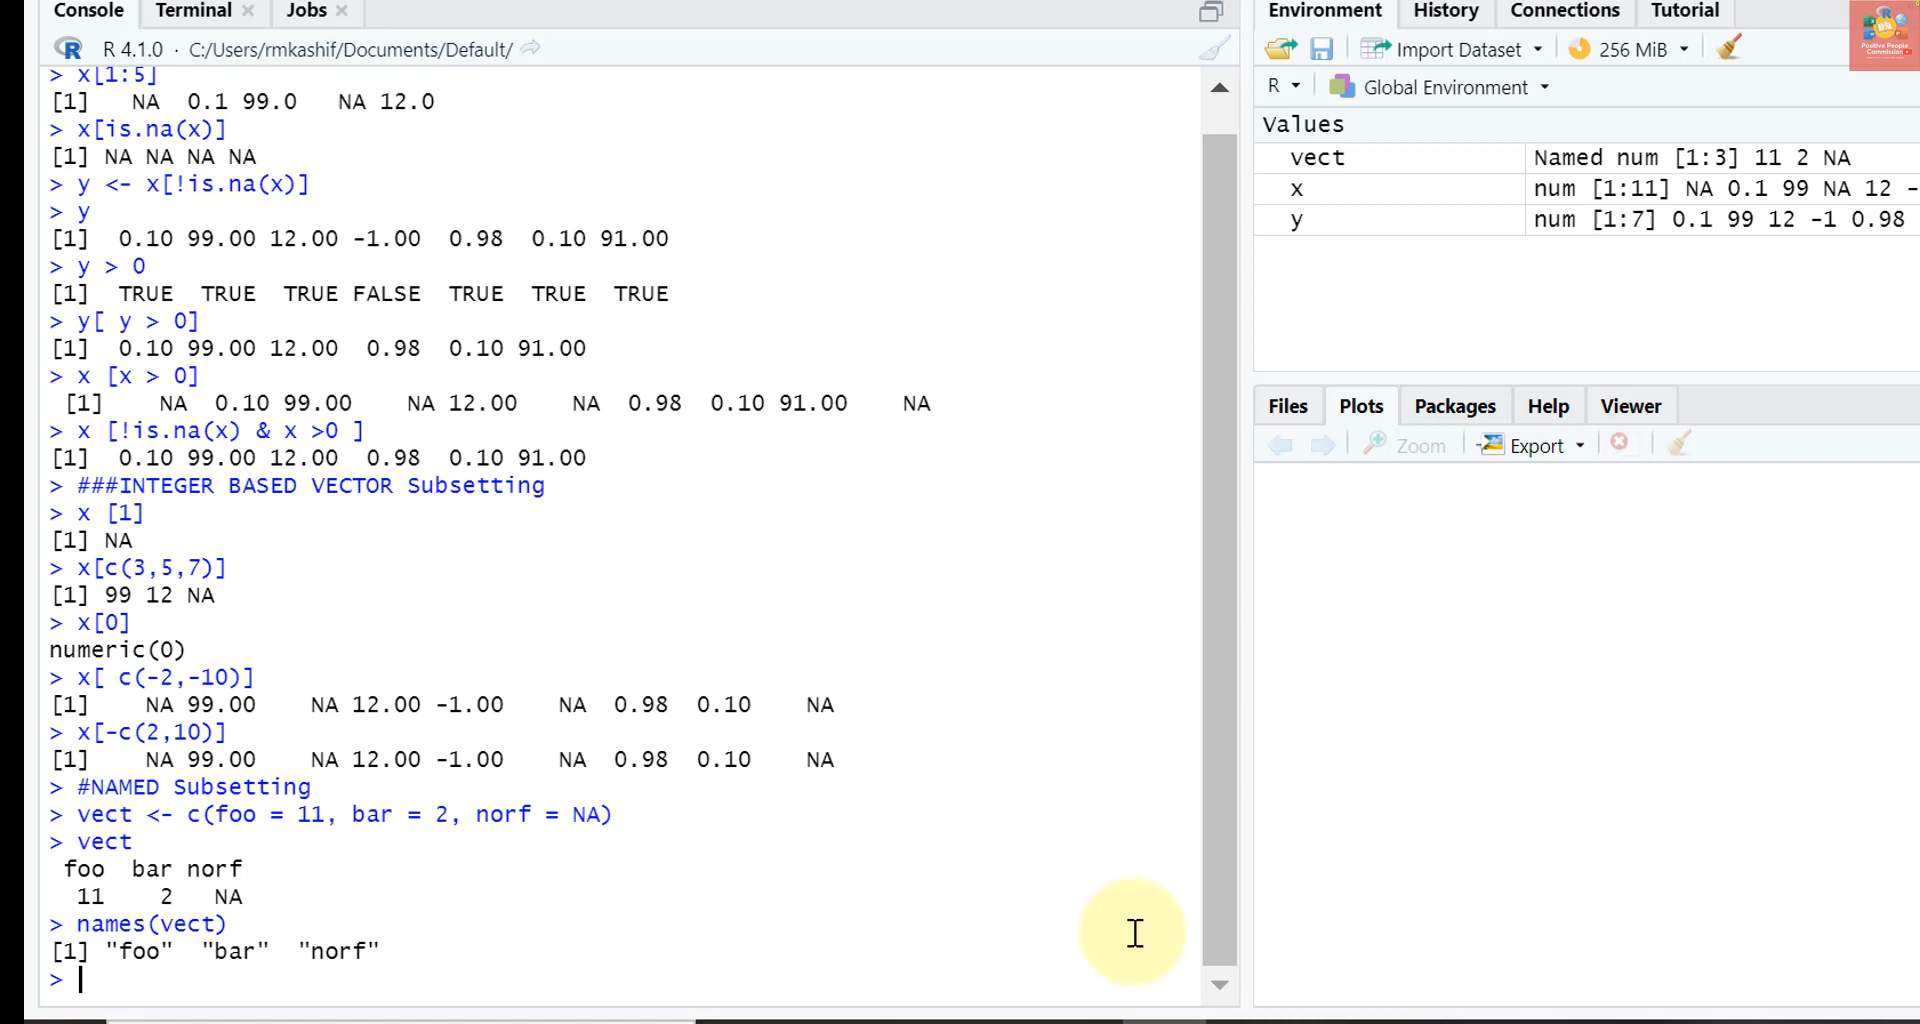 Console Terminal Jobs
R 4.1.0 · C:/Users/rmkashif/Documents/Default/
> x[1:5]
[1]   NA  0.1 99.0   NA 12.0
> x[is.na(x)]
[1] NA NA NA NA
> y <- x[!is.na(x)]
> y
[1]  0.10 99.00 12.00 -1.00  0.98  0.10 91.00
> y > 0
[1]  TRUE  TRUE  TRUE FALSE  TRUE  TRUE  TRUE
> y[ y > 0]
[1]  0.10 99.00 12.00  0.98  0.10 91.00
> x [x > 0]
[1]    NA  0.10 99.00    NA 12.00    NA  0.98  0.10 91.00    NA
> x [!is.na(x) & x >0 ]
[1]  0.10 99.00 12.00  0.98  0.10 91.00
> ###INTEGER BASED VECTOR Subsetting
> x [1]
[1] NA
> x[c(3,5,7)]
[1] 99 12 NA
> x[0]
numeric(0)
> x[ c(-2,-10)]
[1]    NA 99.00    NA 12.00 -1.00    NA  0.98  0.10    NA
> x[-c(2,10)]
[1]    NA 99.00    NA 12.00 -1.00    NA  0.98  0.10    NA
> #NAMED Subsetting
> vect <- c(foo = 11, bar = 2, norf = NA)
> vect
foo  bar norf
11    2   NA
> names(vect)
[1] "foo"  "bar"  "norf"
>
Environment History Connections Tutorial
Import Dataset 256 MiB
R Global Environment
Values
vect Named num [1:3] 11 2 NA
x num [1:11] NA 0.1 99 NA 12 -
y num [1:7] 0.1 99 12 -1 0.98
Files Plots Packages Help Viewer
Zoom Export
Positive People
Commission